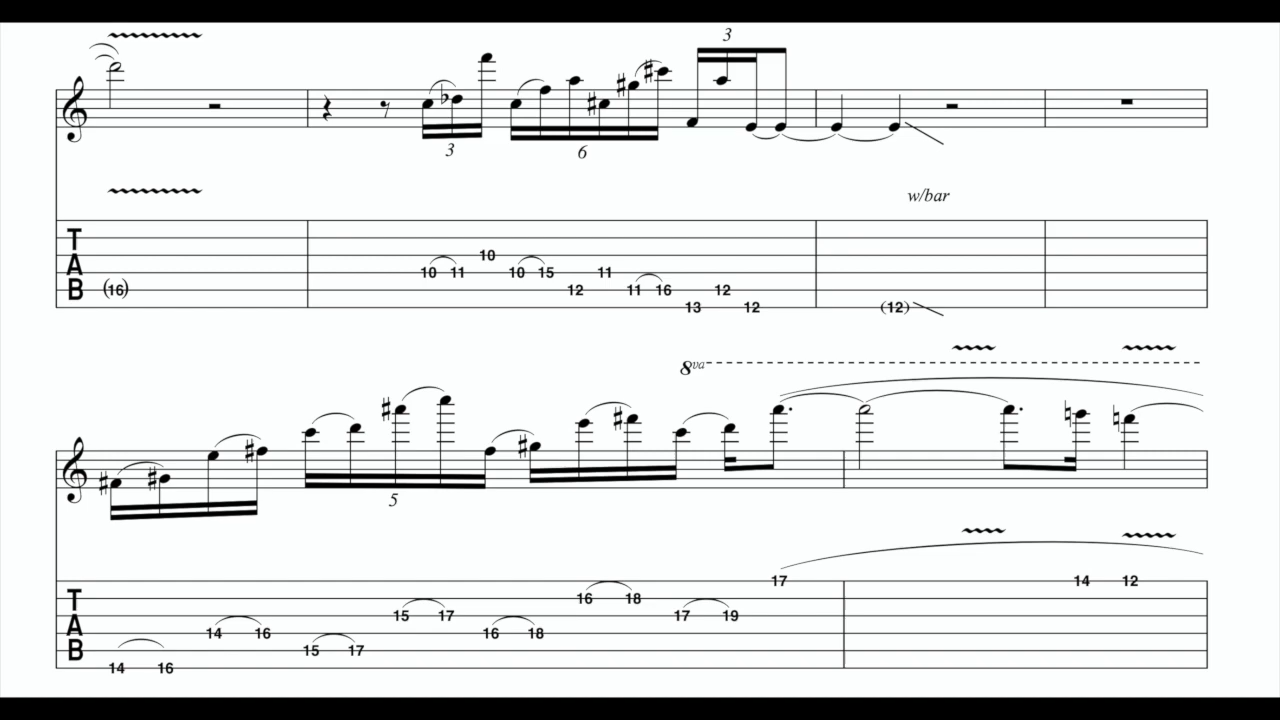 3
3
6
w/bar
T
A
B
10
10 11 10 15 11
(16) 12 11 16 12
13 12 (12)
8va
5
T
A
B
17 14 12
16 18
15 17 17 19
14 16 16 18
15 17
14 16